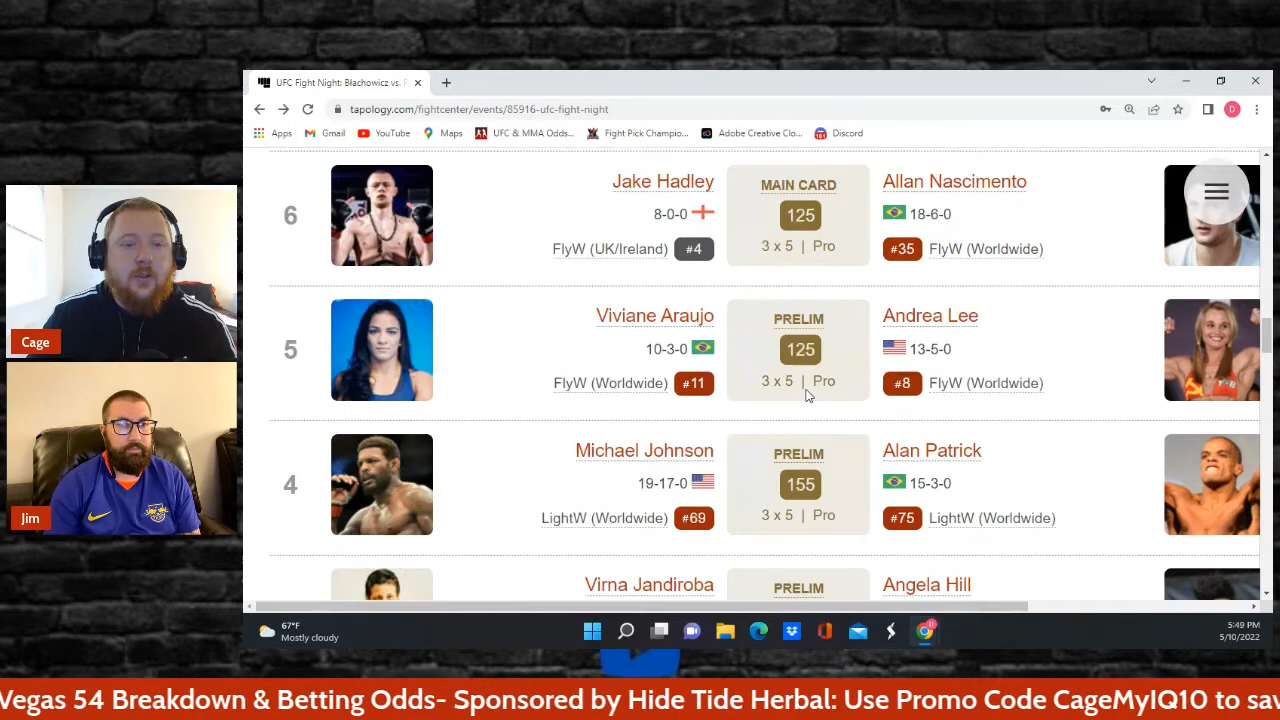 UFC Fight Night: Błachowicz vs.
tapology.com/fightcenter/events/85916-ufc-fight-night
D
Apps Gmail YouTube Maps UFC & MMA Odds... Fight Pick Champio... Adobe Creative Clo... Discord
6
Jake Hadley
8-0-0
FlyW (UK/Ireland) #4
MAIN CARD
125
3 x 5 | Pro
Allan Nascimento
18-6-0
#35 FlyW (Worldwide)
5
Viviane Araujo
10-3-0
FlyW (Worldwide) #11
PRELIM
125
3 x 5 | Pro
Andrea Lee
13-5-0
#8 FlyW (Worldwide)
4
Michael Johnson
19-17-0
LightW (Worldwide) #69
PRELIM
155
3 x 5 | Pro
Alan Patrick
15-3-0
#75 LightW (Worldwide)
Virna Jandiroba
PRELIM
Angela Hill
Cage
Jim
67°F
Mostly cloudy
5:49 PM
5/10/2022
Vegas 54 Breakdown & Betting Odds- Sponsored by Hide Tide Herbal: Use Promo Code CageMyIQ10 to sav